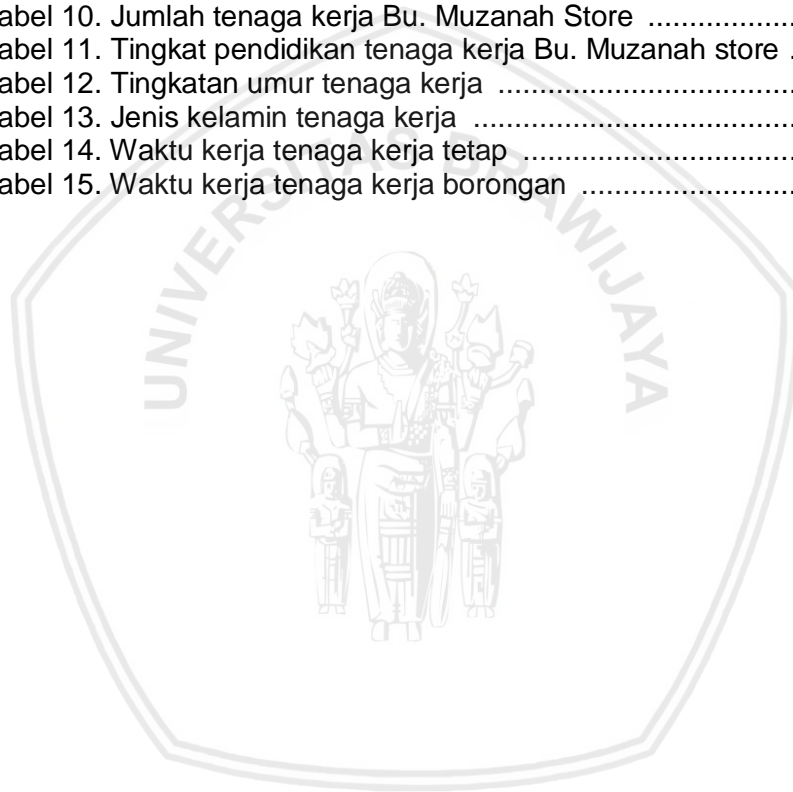 abel 10. Jumlah tenaga kerja Bu. Muzanah Store ....................
abel 11. Tingkat pendidikan tenaga kerja Bu. Muzanah store .
abel 12. Tingkatan umur tenaga kerja ........................................
abel 13. Jenis kelamin tenaga kerja ...........................................
abel 14. Waktu kerja tenaga kerja tetap .....................................
abel 15. Waktu kerja tenaga kerja borongan .............................
UNIVERSITAS BRAWIJAYA